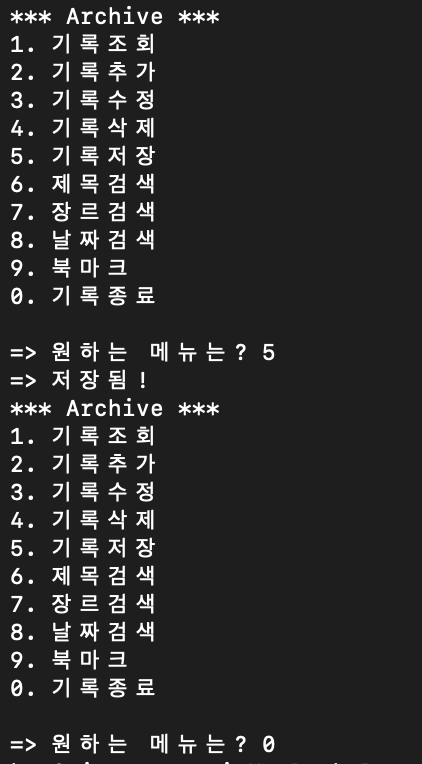 *** Archive ***
1. 기록조회
2. 기록추가
3. 기록수정
4. 기록삭제
5. 기록저장
6. 제목검색
7. 장르검색
8. 날짜검색
9. 북마크
0. 기록종료
=> 원하는 메뉴는? 5
=> 저장됨!
*** Archive ***
1. 기록조회
2. 기록추가
3. 기록수정
4. 기록삭제
5. 기록저장
6. 제목검색
7. 장르검색
8. 날짜검색
9. 북마크
0. 기록종료
=> 원하는 메뉴는? 0